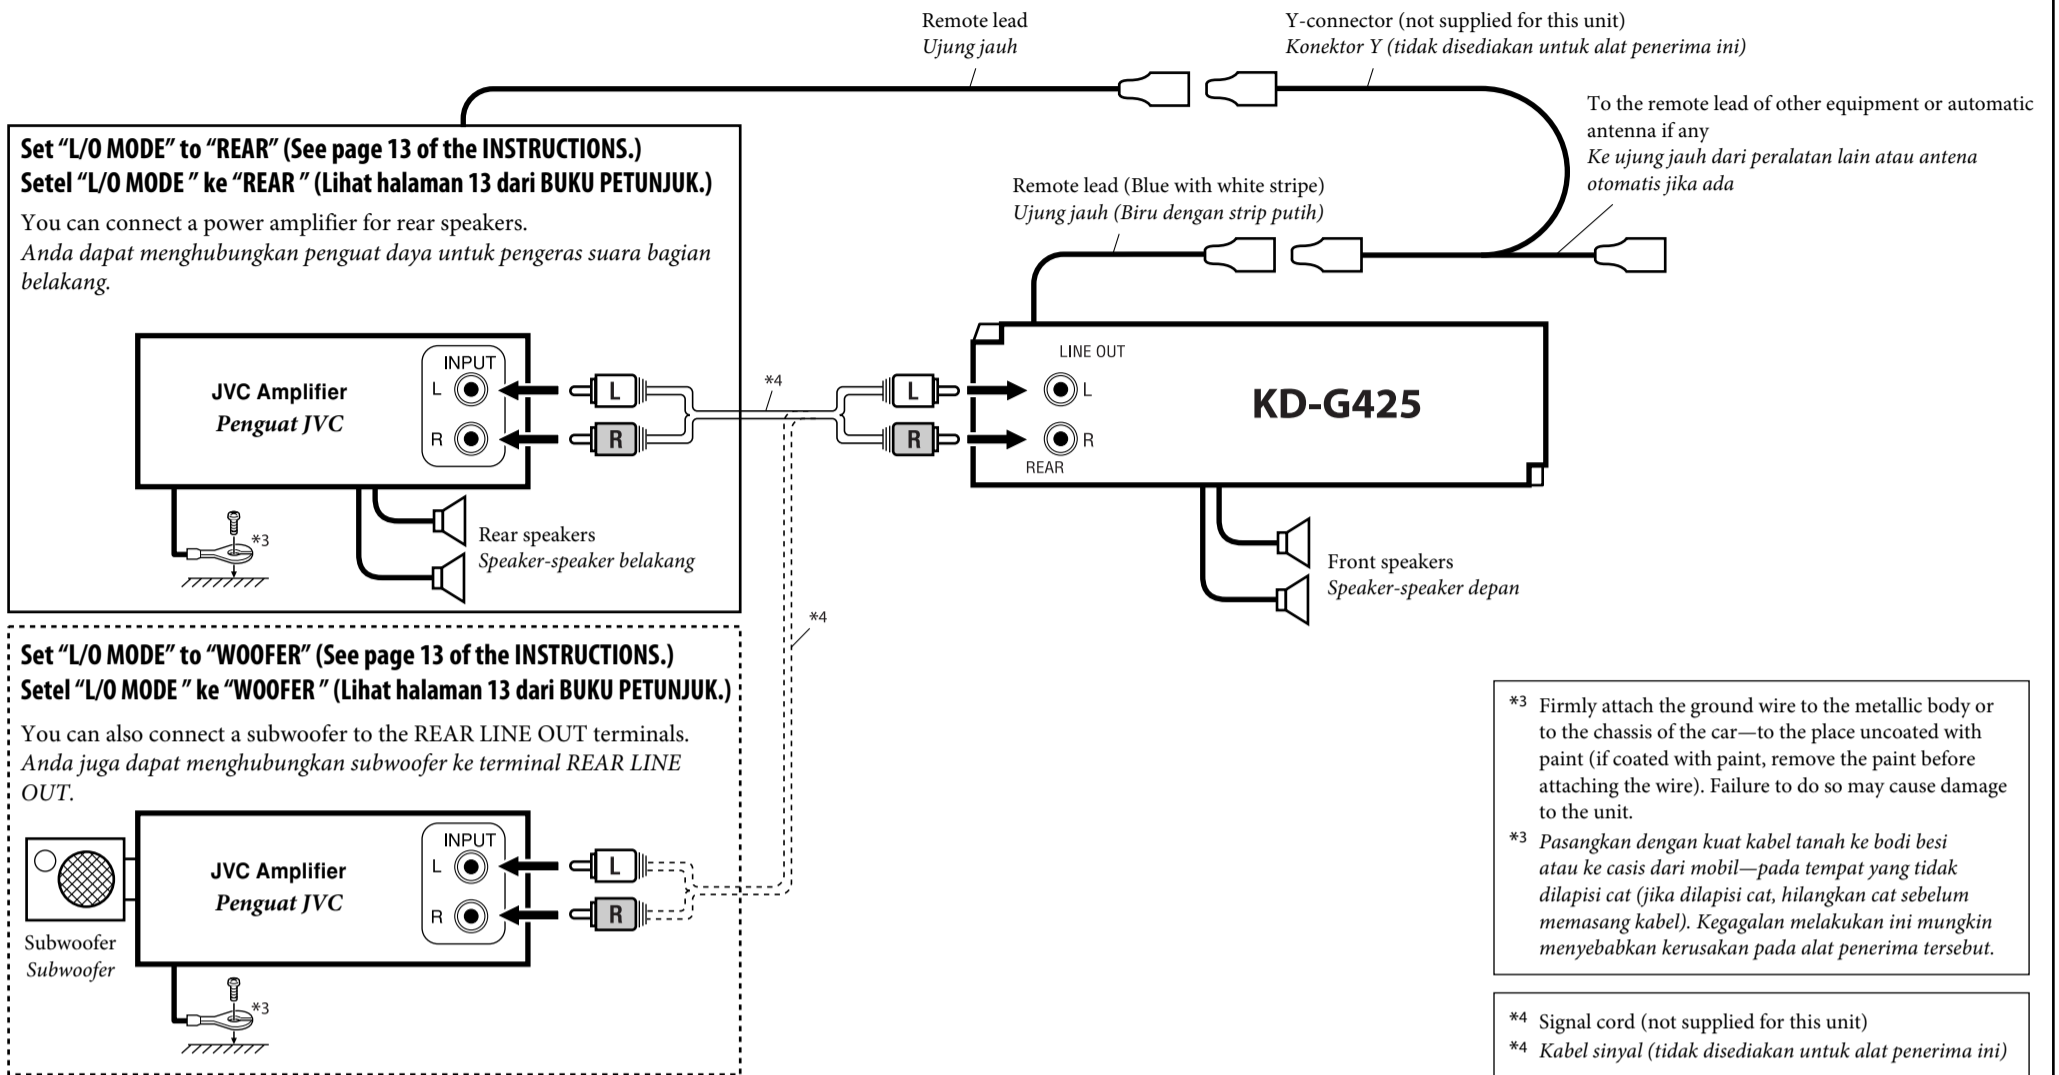 Remote lead
Ujung jauh
Y-connector (not supplied for this unit)
Konektor Y (tidak disediakan untuk alat penerima ini)
To the remote lead of other equipment or automatic
antenna if any
Ke ujung jauh dari peralatan lain atau antena
otomatis jika ada
Remote lead (Blue with white stripe)
Ujung jauh (Biru dengan strip putih)
Set “L/O MODE” to “REAR” (See page 13 of the INSTRUCTIONS.)
Setel “L/O MODE ” ke “REAR ” (Lihat halaman 13 dari BUKU PETUNJUK.)
You can connect a power amplifier for rear speakers.
Anda dapat menghubungkan penguat daya untuk pengeras suara bagian
belakang.
JVC Amplifier
Penguat JVC
INPUT
L
R
L
R
*4
L
R
LINE OUT
L
R
REAR
KD-G425
*3
Rear speakers
Speaker-speaker belakang
Front speakers
Speaker-speaker depan
*4
Set “L/O MODE” to “WOOFER” (See page 13 of the INSTRUCTIONS.)
Setel “L/O MODE ” ke “WOOFER ” (Lihat halaman 13 dari BUKU PETUNJUK.)
You can also connect a subwoofer to the REAR LINE OUT terminals.
Anda juga dapat menghubungkan subwoofer ke terminal REAR LINE
OUT.
JVC Amplifier
Penguat JVC
INPUT
L
R
L
R
Subwoofer
Subwoofer
*3
*3 Firmly attach the ground wire to the metallic body or
to the chassis of the car—to the place uncoated with
paint (if coated with paint, remove the paint before
attaching the wire). Failure to do so may cause damage
to the unit.
*3 Pasangkan dengan kuat kabel tanah ke bodi besi
atau ke casis dari mobil—pada tempat yang tidak
dilapisi cat (jika dilapisi cat, hilangkan cat sebelum
memasang kabel). Kegagalan melakukan ini mungkin
menyebabkan kerusakan pada alat penerima tersebut.
*4 Signal cord (not supplied for this unit)
*4 Kabel sinyal (tidak disediakan untuk alat penerima ini)